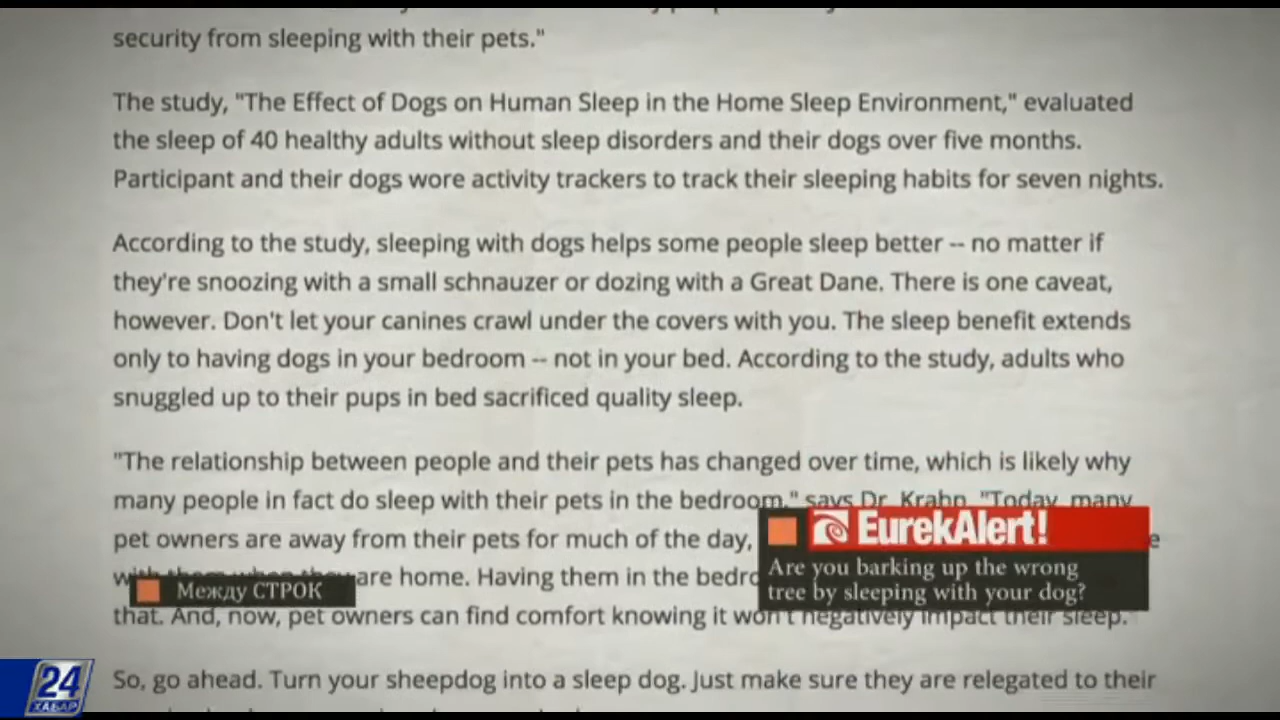 security from sleeping with their pets."
The study, "The Effect of Dogs on Human Sleep in the Home Sleep Environment," evaluated
the sleep of 40 healthy adults without sleep disorders and their dogs over five months.
Participant and their dogs wore activity trackers to track their sleeping habits for seven nights.
According to the study, sleeping with dogs helps some people sleep better -- no matter if
they're snoozing with a small schnauzer or dozing with a Great Dane. There is one caveat,
however. Don't let your canines crawl under the covers with you. The sleep benefit extends
only to having dogs in your bedroom -- not in your bed. According to the study, adults who
snuggled up to their pups in bed sacrificed quality sleep.
"The relationship between people and their pets has changed over time, which is likely why
many people in fact do sleep with their pets in the bedroom," says Dr. Krahn. "Today, many
pet owners are away from their pets for much of the day,
with them when they are home. Having them in the
that. And, now, pet owners can find comfort knowing it won't negatively impact their sleep."
EurekAlert!
Are you barking up the wrong
tree by sleeping with your dog?
Между СТРОК
So, go ahead. Turn your sheepdog into a sleep dog. Just make sure they are relegated to their
24
ХАБАР